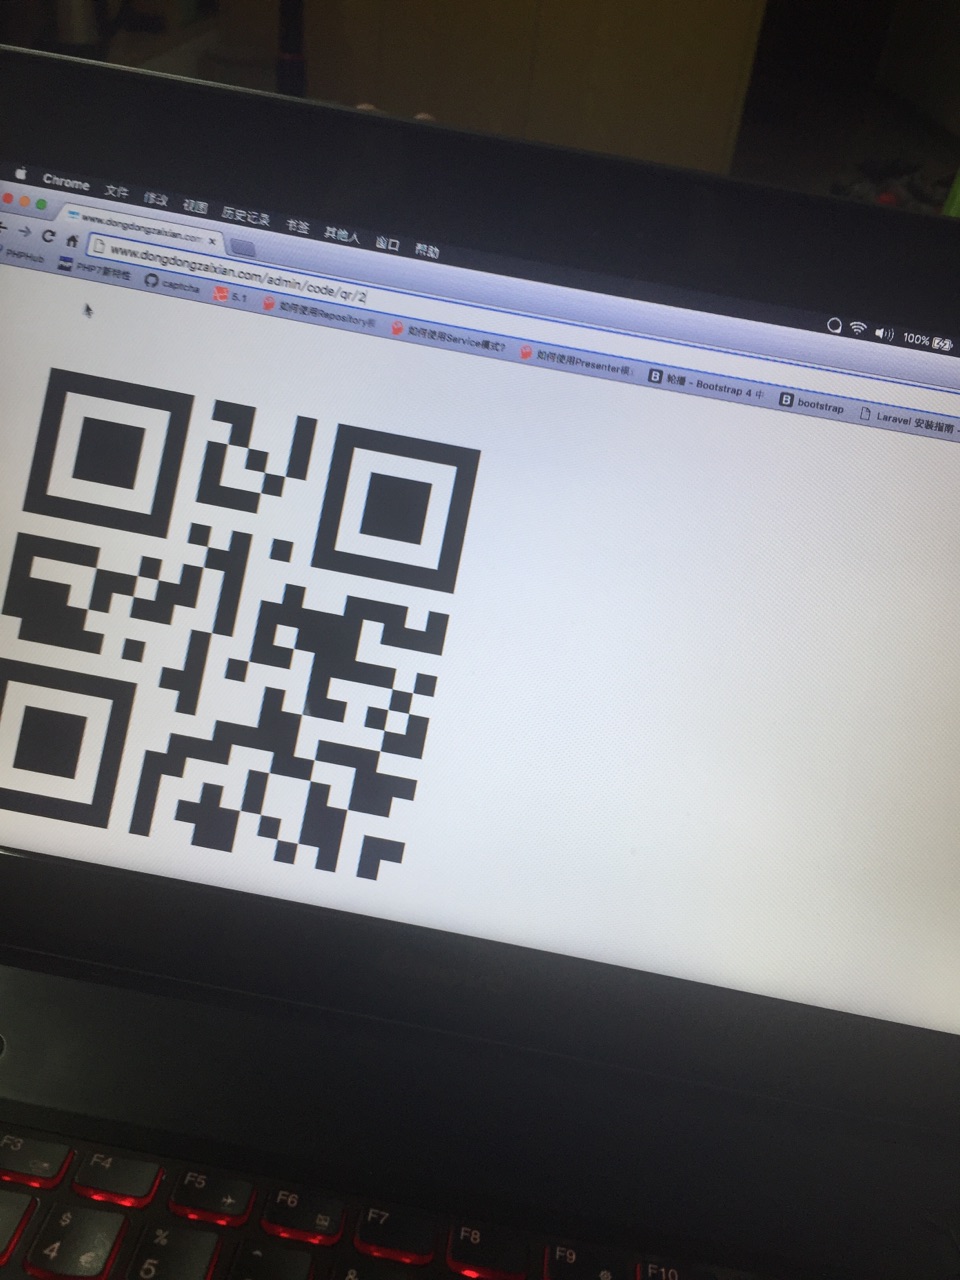 Chrome 文件 修改 视图 历史记录 书签 其他人 窗口 帮助
100%
www.dongdongzaixian.com
www.dongdongzaixian.com/admin/code/qr/2
PHPHub PHP7新特性 captcha 5.1 如何使用Repository模 如何使用Service模式? 如何使用Presenter模 轮播 - Bootstrap 4 中 bootstrap Laravel 安装指南 -
F3 F4 F5 F6 F7 F8 F9 F10
$ % ^
4 € 5 &